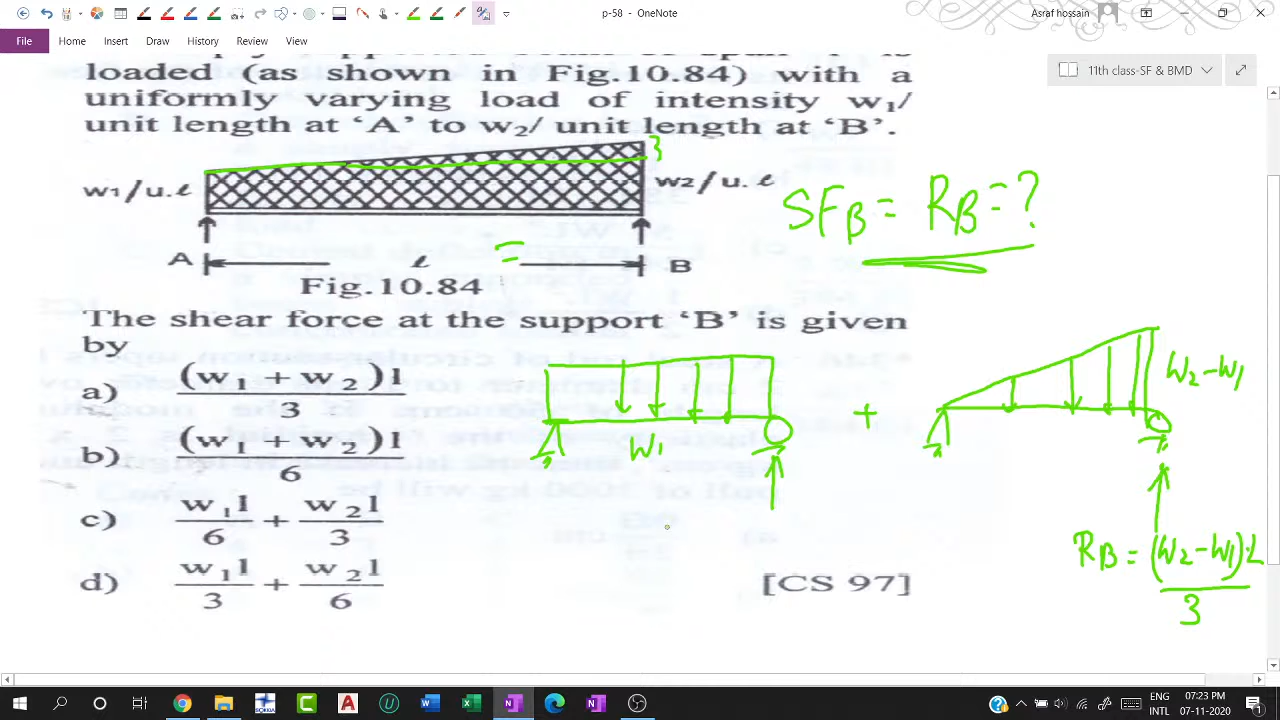 p-58 - OneNote
Asraf hossain
File Home Insert Draw History Review View
11th class SF & BMD
loaded (as shown in Fig.10.84) with a
uniformly varying load of intensity w₁/
unit length at ‘A’ to w₂/ unit length at ‘B’.
w₁/u.ℓ
w₂/u.ℓ
A ℓ B
Fig.10.84
SF_B = R_B = ?
=
The shear force at the support ‘B’ is given
by
a) (w₁ + w₂)l / 3
b) (w₁ + w₂)l / 6
c) w₁l / 6 + w₂l / 3
d) w₁l / 3 + w₂l / 6
[CS 97]
W₁
+
W₂-W₁
R_B = (W₂-W₁)·L / 3
ENG
INTL
07:23 PM
07-11-2020